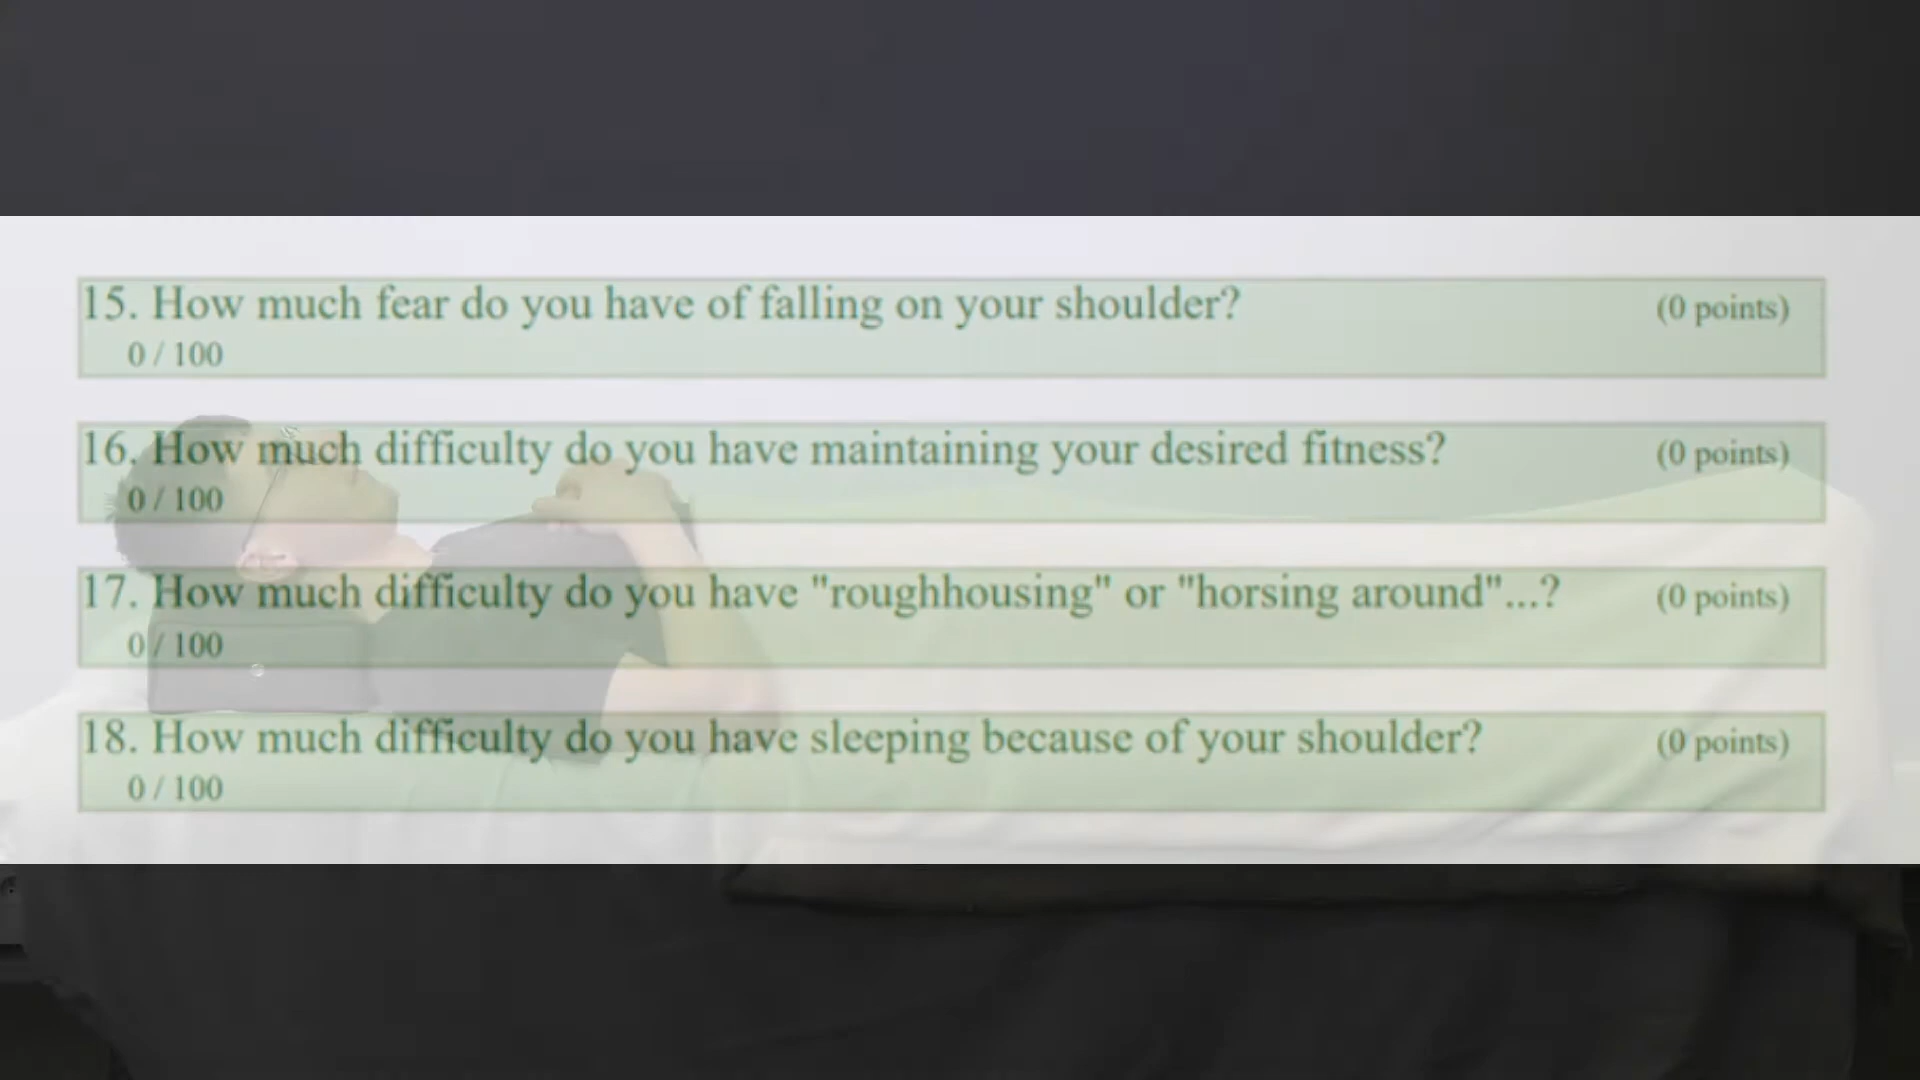 15. How much fear do you have of falling on your shoulder? (0 points)
0 / 100
16. How much difficulty do you have maintaining your desired fitness? (0 points)
0 / 100
17. How much difficulty do you have "roughhousing" or "horsing around"...? (0 points)
0 / 100
18. How much difficulty do you have sleeping because of your shoulder? (0 points)
0 / 100